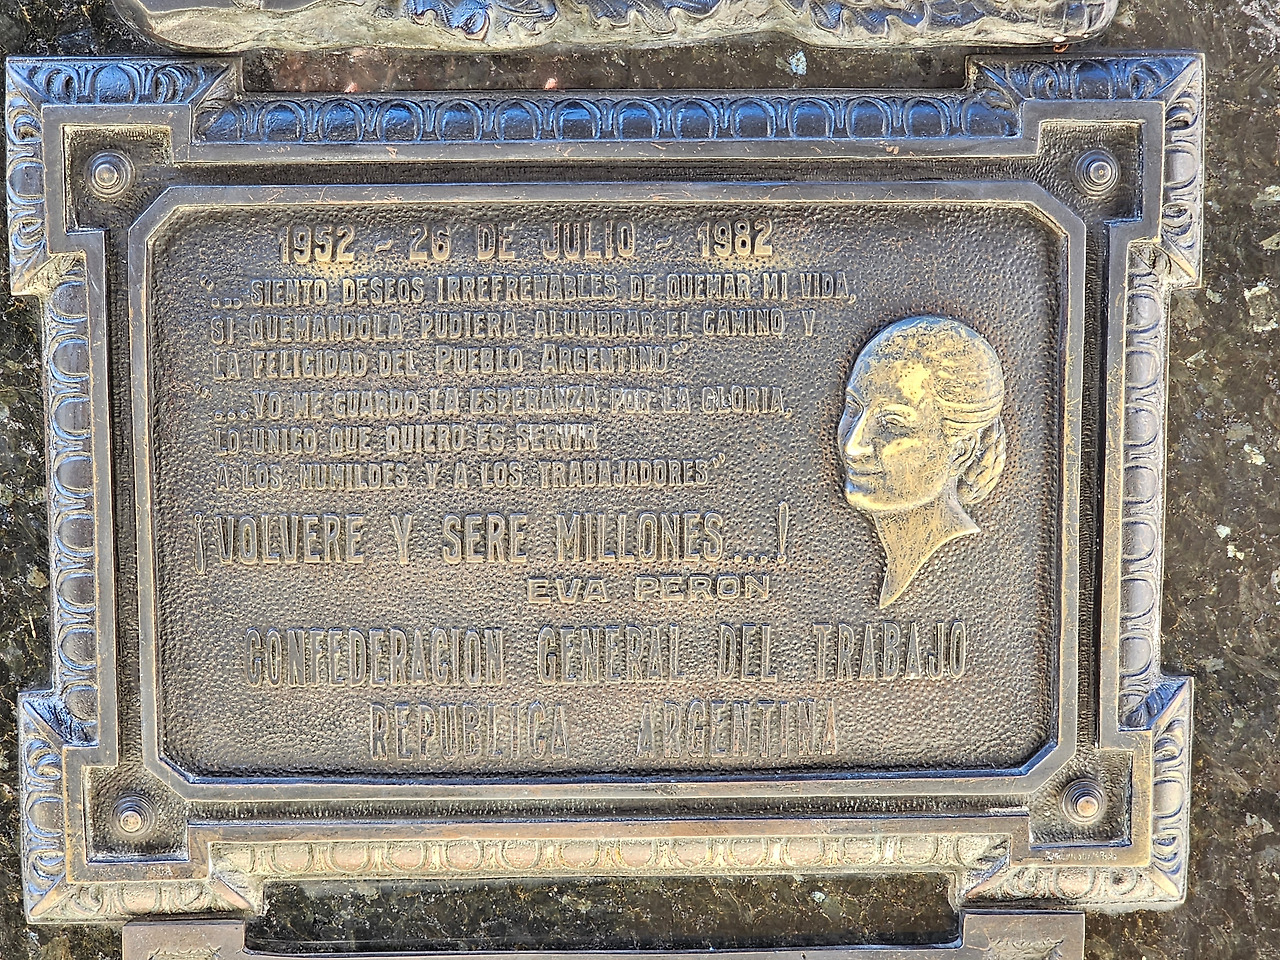 1952 - 26 DE JULIO - 1982
"... SIENTO DESEOS IRREFRENABLES DE QUEMAR MI VIDA,
SI QUEMANDOLA PUDIERA ALUMBRAR EL CAMINO Y
LA FELICIDAD DEL PUEBLO ARGENTINO"
"...YO ME GUARDO LA ESPERANZA POR LA GLORIA,
LO UNICO QUE QUIERO ES SERVIR
A LOS HUMILDES Y A LOS TRABAJADORES"
¡VOLVERE Y SERE MILLONES....!
EVA PERON
CONFEDERACION GENERAL DEL TRABAJO
REPUBLICA ARGENTINA